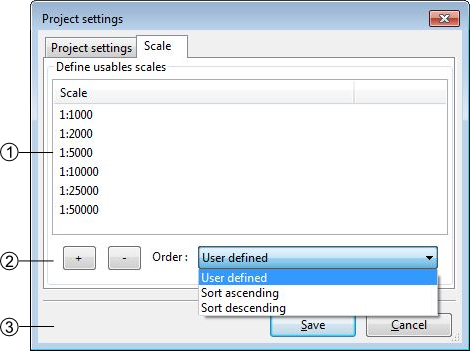 Project settings
Project settings Scale
Define usables scales
Scale
1:1000
1:2000
1 1:5000
1:10000
1:25000
1:50000
2 + - Order : User defined
User defined
Sort ascending
Sort descending
3 Save Cancel